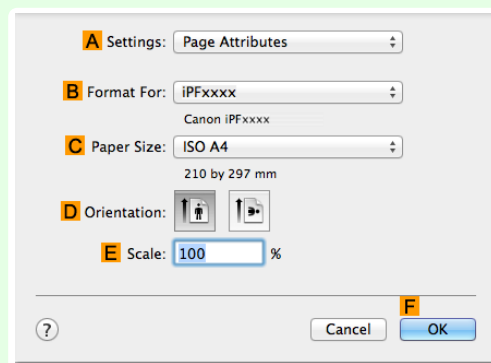 A Settings: Page Attributes
B Format For: iPFxxxx
Canon iPFxxxx
C Paper Size: ISO A4
210 by 297 mm
D Orientation:
E Scale: 100 %
F
? Cancel OK